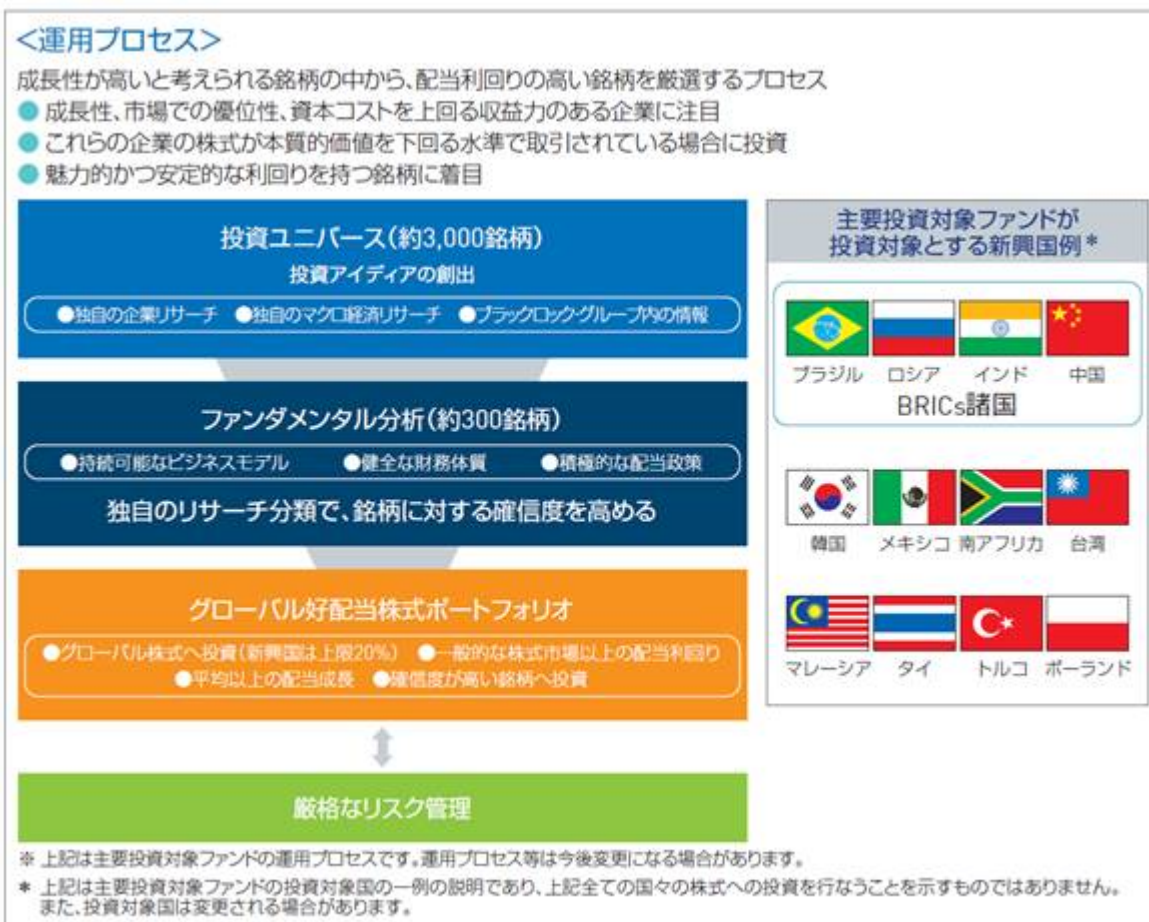 <運用プロセス>
成長性が高いと考えられる銘柄の中から、配当利回りの高い銘柄を厳選するプロセス
● 成長性、市場での優位性、資本コストを上回る収益力のある企業に注目
● これらの企業の株式が本質的価値を下回る水準で取引されている場合に投資
● 魅力的かつ安定的な利回りを持つ銘柄に着目
投資ユニバース(約3,000銘柄)
投資アイディアの創出
●独自の企業リサーチ ●独自のマクロ経済リサーチ ●ブラックロック・グループ内の情報
ファンダメンタル分析(約300銘柄)
●持続可能なビジネスモデル ●健全な財務体質 ●積極的な配当政策
独自のリサーチ分類で、銘柄に対する確信度を高める
グローバル好配当株式ポートフォリオ
●グローバル株式へ投資(新興国は上限20%) ●一般的な株式市場以上の配当利回り
●平均以上の配当成長 ●確信度が高い銘柄へ投資
厳格なリスク管理
主要投資対象ファンドが
投資対象とする新興国例*
ブラジル ロシア インド 中国
BRICs諸国
韓国 メキシコ 南アフリカ 台湾
マレーシア タイ トルコ ポーランド
※ 上記は主要投資対象ファンドの運用プロセスです。運用プロセス等は今後変更になる場合があります。
* 上記は主要投資対象ファンドの投資対象国の一例の説明であり、上記全ての国々の株式への投資を行なうことを示すものではありません。
また、投資対象国は変更される場合があります。